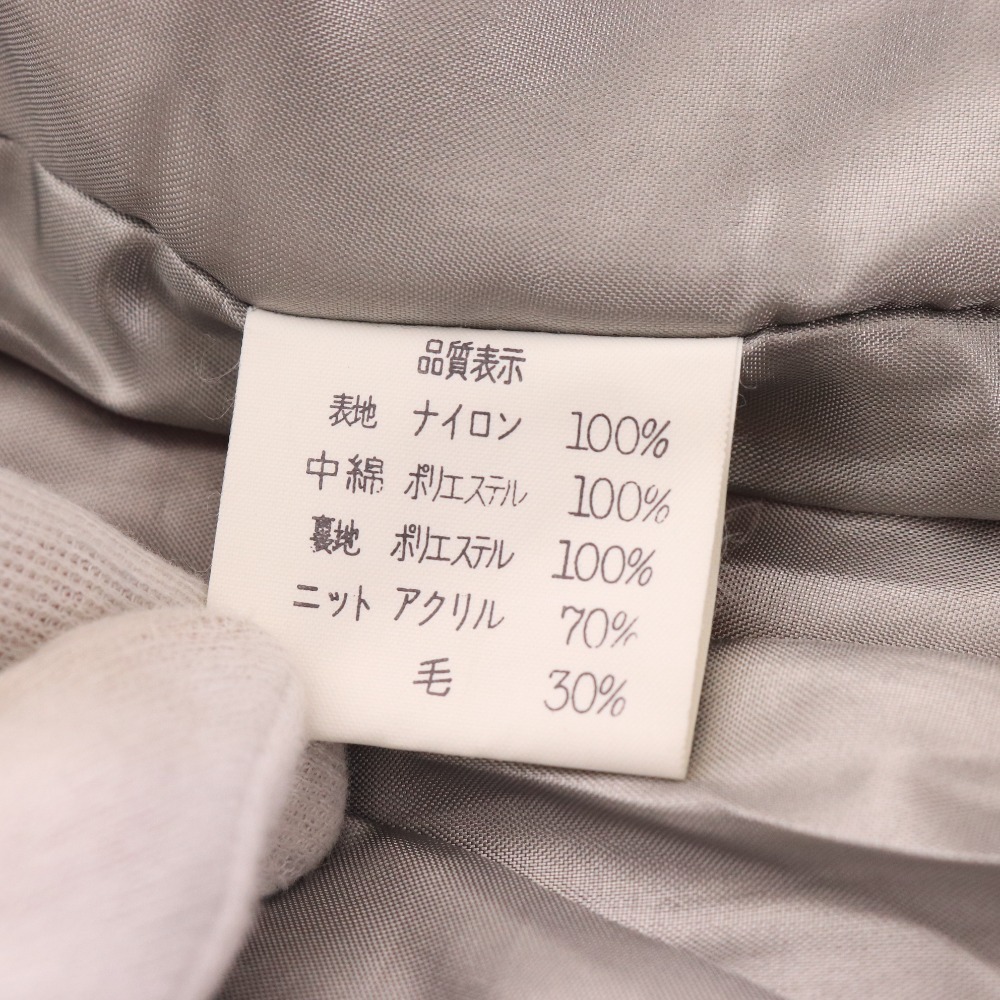 品質表示
表地 ナイロン 100%
中綿 ポリエステル 100%
裏地 ポリエステル 100%
ニット アクリル 70%
毛 30%